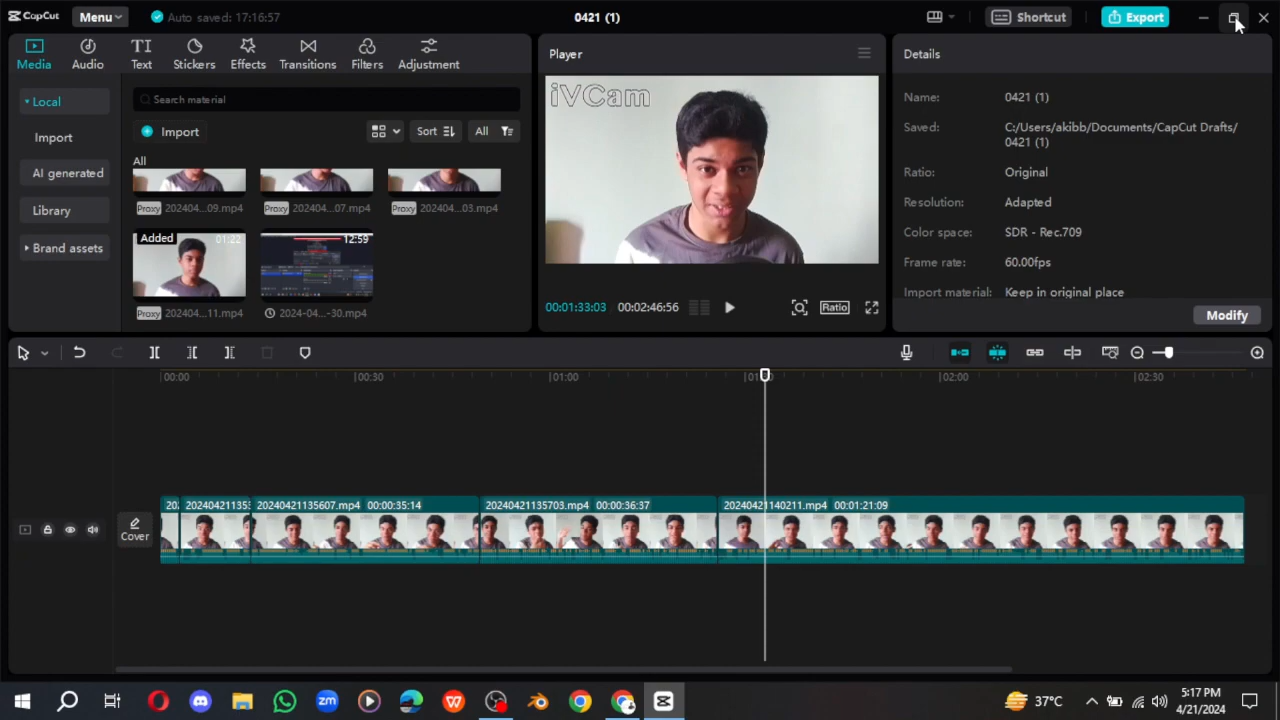 CapCut Menu Auto saved: 17:16:57 0421 (1) Shortcut Export
Media Audio Text Stickers Effects Transitions Filters Adjustment
Local
Import
AI generated
Library
Brand assets
Search material
Import Sort All
All
Proxy 202404...09.mp4 Proxy 202404...07.mp4 Proxy 202404...03.mp4
Added 01:22 12:59
Proxy 202404...11.mp4 2024-04...-30.mp4
Player
iVCam
00:01:33:03 00:02:46:56 Ratio
Details
Name: 0421 (1)
Saved: C:/Users/akibb/Documents/CapCut Drafts/
0421 (1)
Ratio: Original
Resolution: Adapted
Color space: SDR - Rec.709
Frame rate: 60.00fps
Import material: Keep in original place
Modify
00:00 00:30 01:00 02:00 02:30
Cover
202404211355 20240421135607.mp4 00:00:35:14 20240421135703.mp4 00:00:36:37 20240421140211.mp4 00:01:21:09
zm W
37°C
5:17 PM
4/21/2024